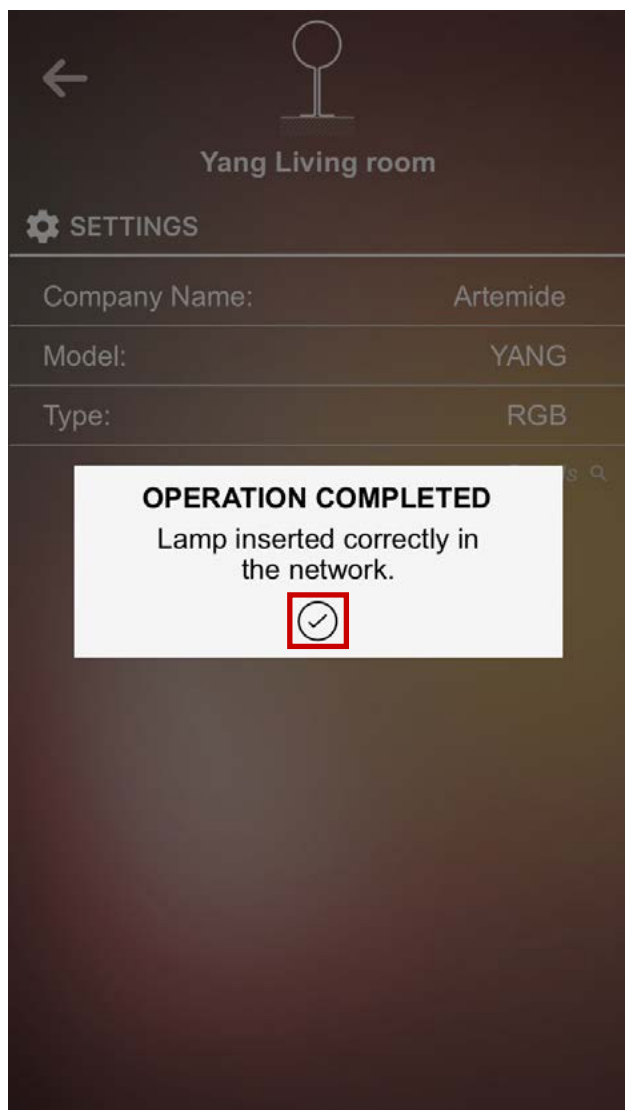 Yang Living room
SETTINGS
Company Name: Artemide
Model: YANG
Type: RGB
OPERATION COMPLETED
Lamp inserted correctly in
the network.